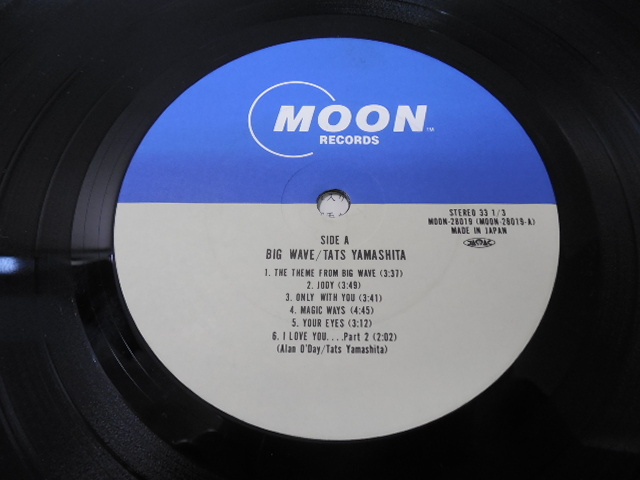 MOON
RECORDS
STEREO 33 1/3
MOON-28019 (MOON-28019-A)
MADE IN JAPAN
SIDE A
BIG WAVE/TATS YAMASHITA
1. THE THEME FROM BIG WAVE (3:37)
2. JODY (3:49)
3. ONLY WITH YOU (3:41)
4. MAGIC WAYS (4:45)
5. YOUR EYES (3:12)
6. I LOVE YOU....Part 2 (2:02)
(Alan O'Day/Tats Yamashita)